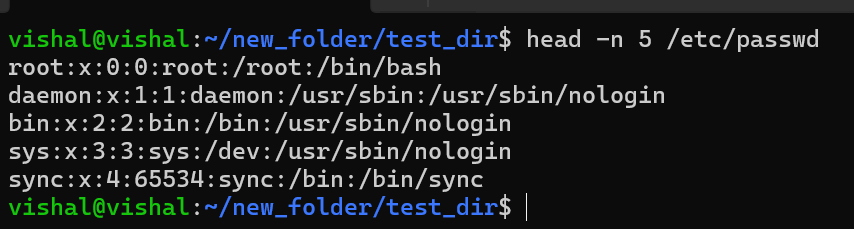 vishal@vishal:~/new_folder/test_dir$ head -n 5 /etc/passwd
root:x:0:0:root:/root:/bin/bash
daemon:x:1:1:daemon:/usr/sbin:/usr/sbin/nologin
bin:x:2:2:bin:/bin:/usr/sbin/nologin
sys:x:3:3:sys:/dev:/usr/sbin/nologin
sync:x:4:65534:sync:/bin:/bin/sync
vishal@vishal:~/new_folder/test_dir$